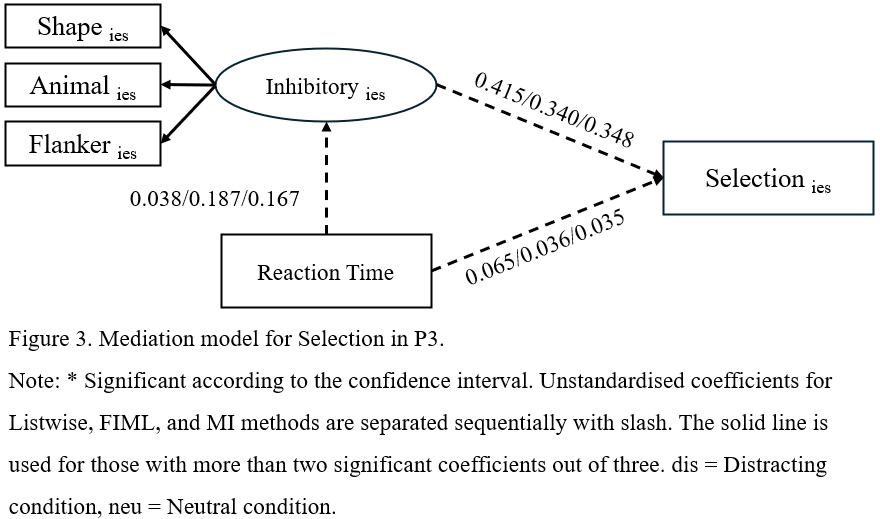 Shape ies
Animal ies
Flanker ies
Inhibitory ies
0.415/0.340/0.348
Selection ies
0.038/0.187/0.167
0.065/0.036/0.035
Reaction Time
Figure 3. Mediation model for Selection in P3.
Note: * Significant according to the confidence interval. Unstandardised coefficients for
Listwise, FIML, and MI methods are separated sequentially with slash. The solid line is
used for those with more than two significant coefficients out of three. dis = Distracting
condition, neu = Neutral condition.